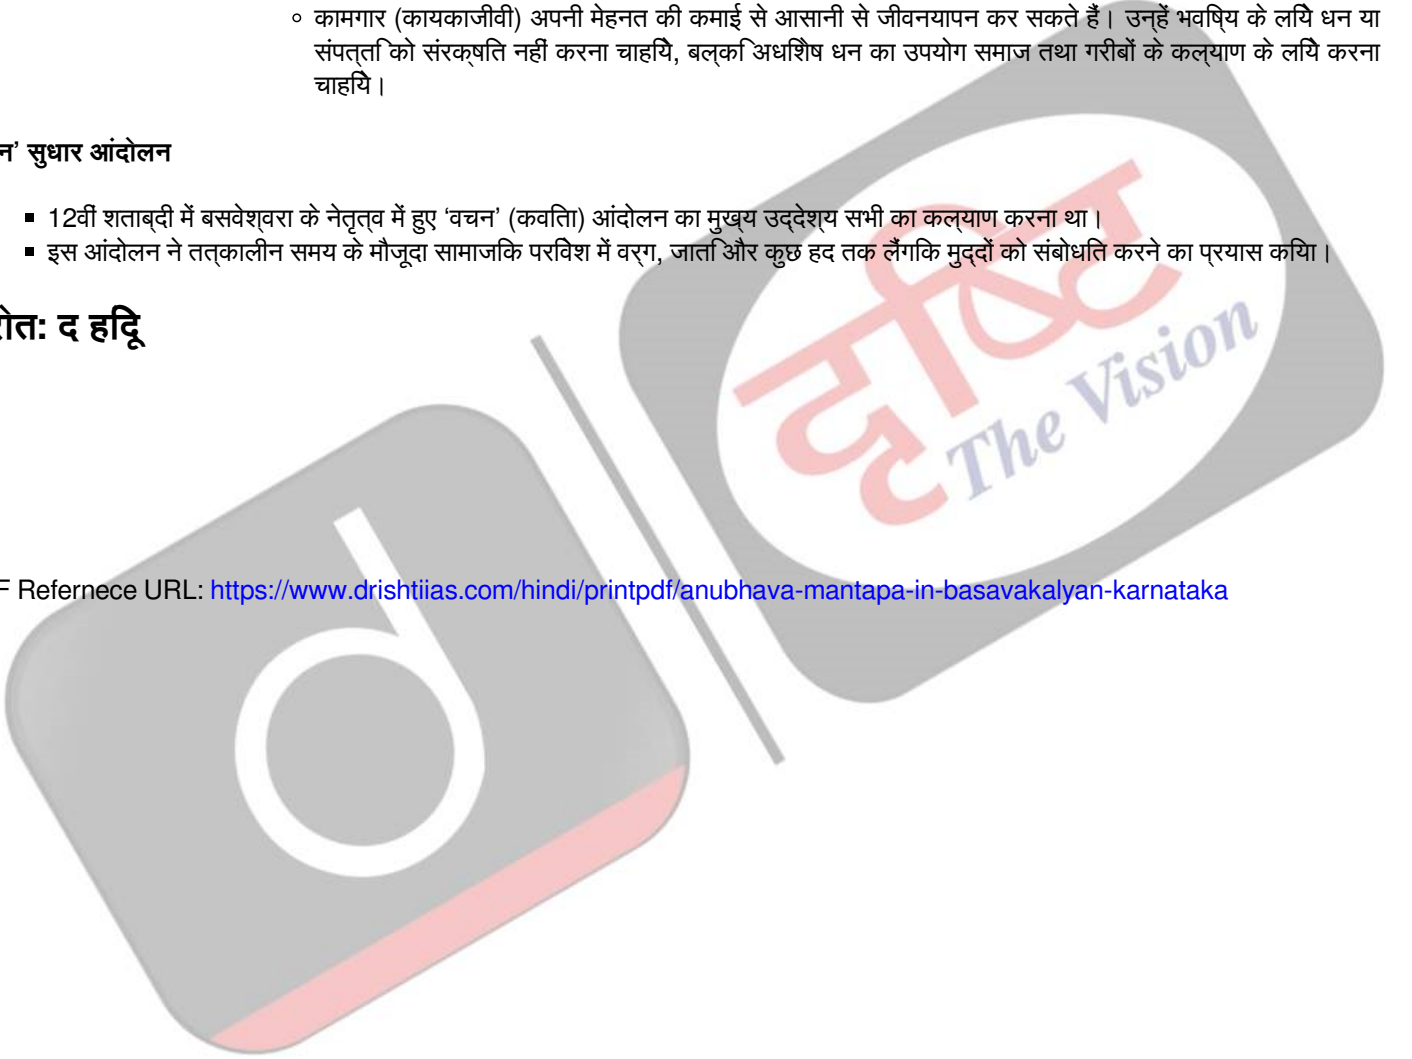 कामगार (कायकाजीवी) अपनी मेहनत की कमाई से आसानी से जीवनयापन कर सकते हैं। उन्हें भविष्य के लिये धन या
संपत्ति को संरक्षित नहीं करना चाहिये, बल्कि अधिशेष धन का उपयोग समाज तथा गरीबों के कल्याण के लिये करना
चाहिये।
न’ सुधार आंदोलन
12वीं शताब्दी में बसवेश्वरा के नेतृत्व में हुए ‘वचन’ (कविता) आंदोलन का मुख्य उद्देश्य सभी का कल्याण करना था।
इस आंदोलन ने तत्कालीन समय के मौजूदा सामाजिक परिवेश में वर्ग, जाति और कुछ हद तक लैंगिक मुद्दों को संबोधित करने का प्रयास किया।
रोत: द हिंदू
दृष्टि
The Vision
d
F Refernece URL: https://www.drishtiias.com/hindi/printpdf/anubhava-mantapa-in-basavakalyan-karnataka